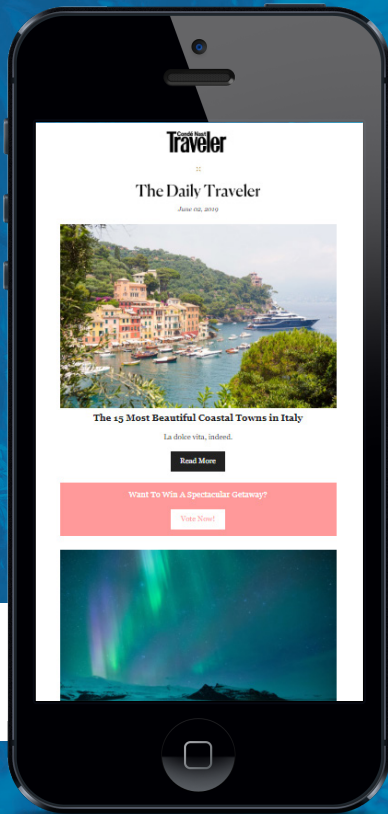 Condé Nast
Traveler
The Daily Traveler
June 02, 2019
The 15 Most Beautiful Coastal Towns in Italy
La dolce vita, indeed.
Read More
Want To Win A Spectacular Getaway?
Vote Now!